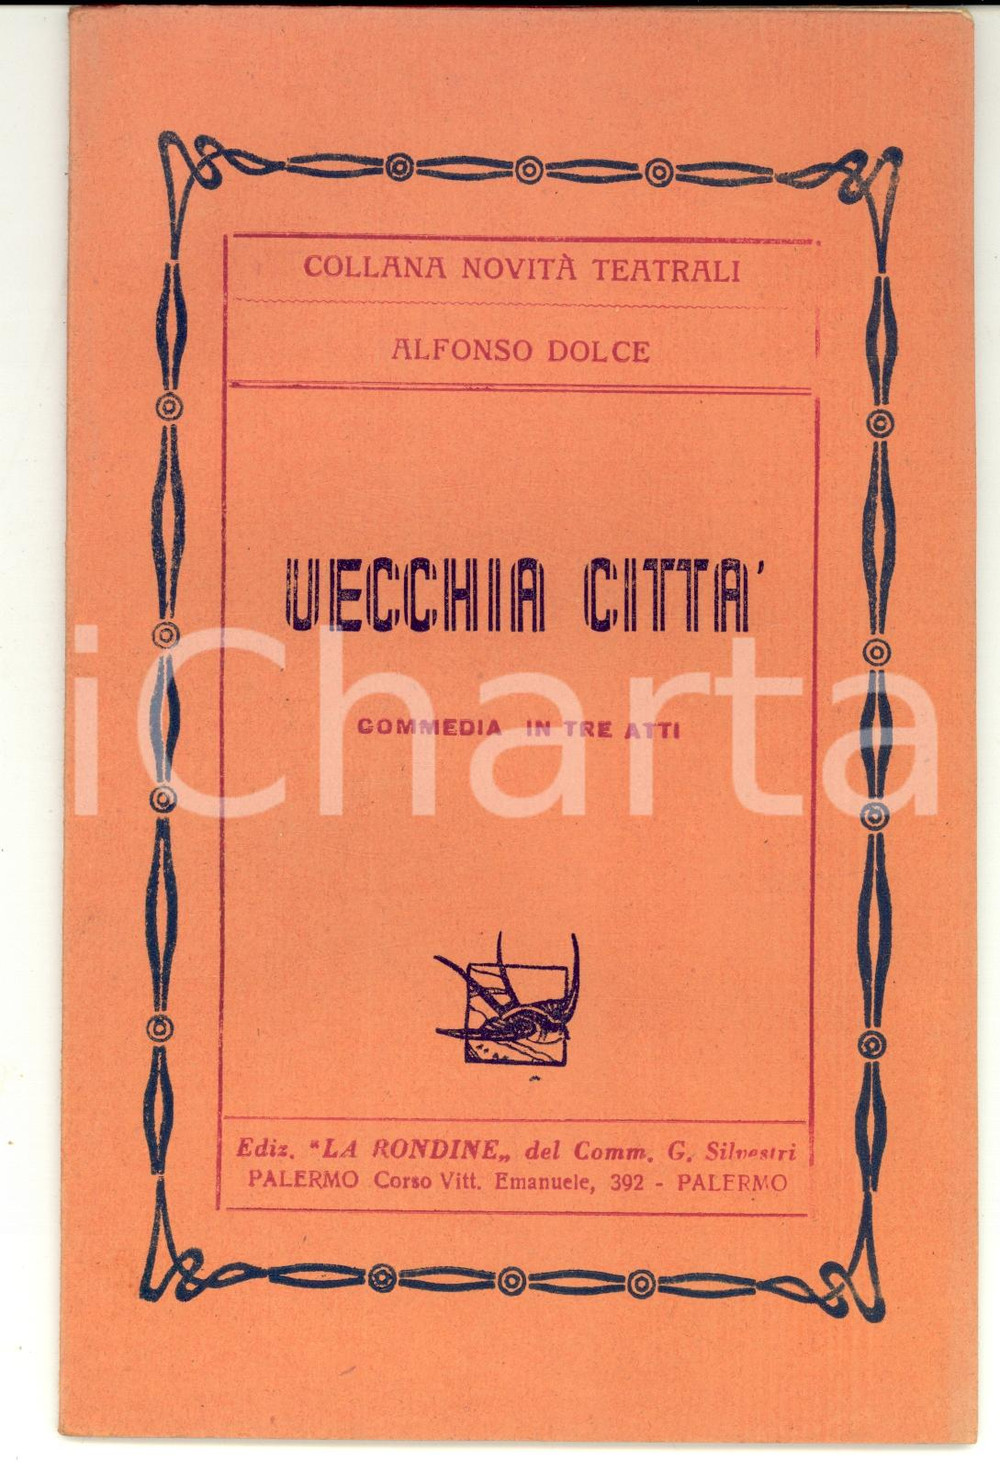 COLLANA NOVITÀ TEATRALI
ALFONSO DOLCE
VECCHIA CITTA'
iCharta
COMMEDIA IN TRE ATTI
Ediz. "LA RONDINE„ del Comm. G. Silvestri
PALERMO Corso Vitt. Emanuele, 392 - PALERMO